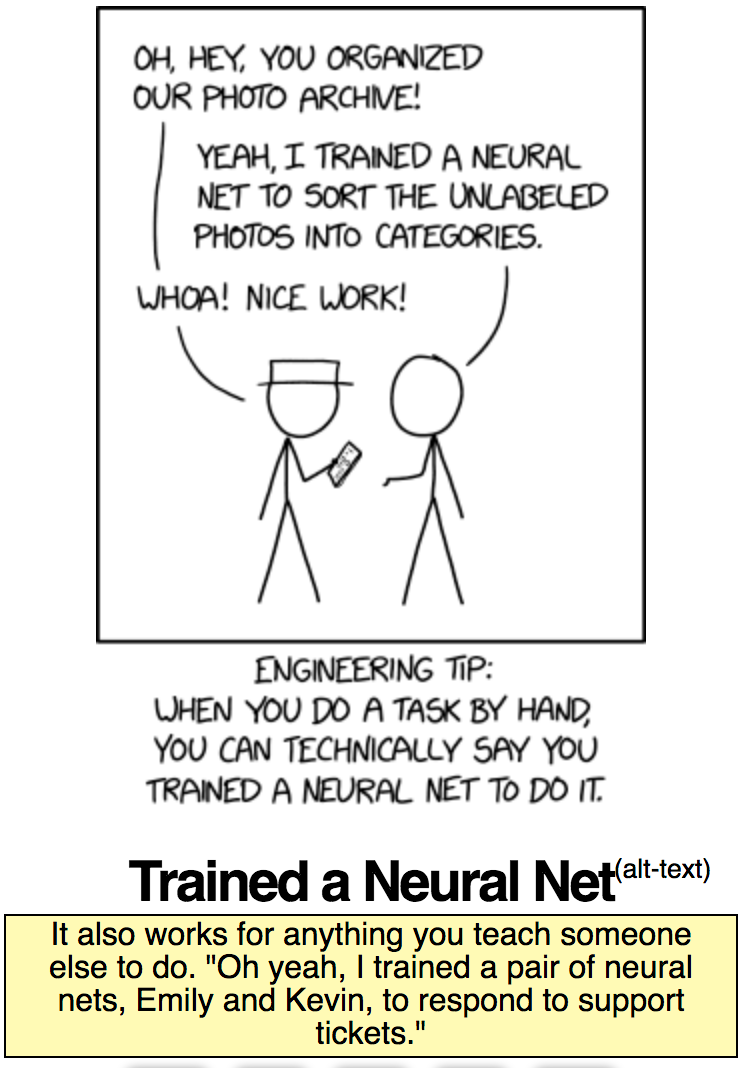 OH, HEY, YOU ORGANIZED
OUR PHOTO ARCHIVE!
YEAH, I TRAINED A NEURAL
NET TO SORT THE UNLABELED
PHOTOS INTO CATEGORIES.
WHOA! NICE WORK!
ENGINEERING TIP:
WHEN YOU DO A TASK BY HAND,
YOU CAN TECHNICALLY SAY YOU
TRAINED A NEURAL NET TO DO IT.
Trained a Neural Net(alt-text)
It also works for anything you teach someone
else to do. "Oh yeah, I trained a pair of neural
nets, Emily and Kevin, to respond to support
tickets."